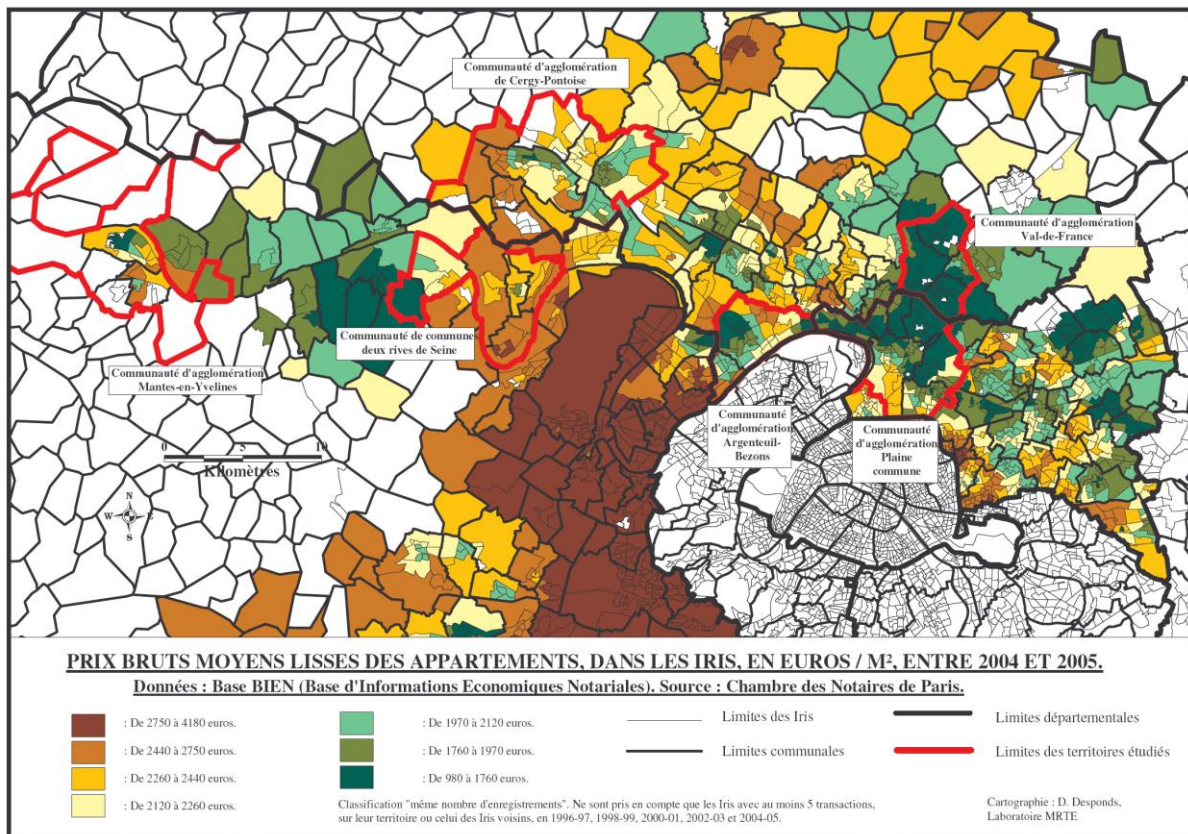 Communauté d'agglomération
de Cergy-Pontoise
Communauté d'agglomération
Val-de-France
Communauté de communes
deux rives de Seine
Communauté d'agglomération
Mantes-en-Yvelines
Communauté
d'agglomération
Argenteuil-
Bezons
Communauté
d'agglomération
Plaine
commune
0 5 10
Kilomètres
N
W E
S
PRIX BRUTS MOYENS LISSES DES APPARTEMENTS, DANS LES IRIS, EN EUROS / M², ENTRE 2004 ET 2005.
Données : Base BIEN (Base d'Informations Economiques Notariales). Source : Chambre des Notaires de Paris.
: De 2750 à 4180 euros.
: De 2440 à 2750 euros.
: De 2260 à 2440 euros.
: De 2120 à 2260 euros.
: De 1970 à 2120 euros.
: De 1760 à 1970 euros.
: De 980 à 1760 euros.
Limites des Iris
Limites communales
Limites départementales
Limites des territoires étudiés
Classification "même nombre d'enregistrements". Ne sont pris en compte que les Iris avec au moins 5 transactions,
sur leur territoire ou celui des Iris voisins, en 1996-97, 1998-99, 2000-01, 2002-03 et 2004-05.
Cartographie : D. Desponds,
Laboratoire MRTE